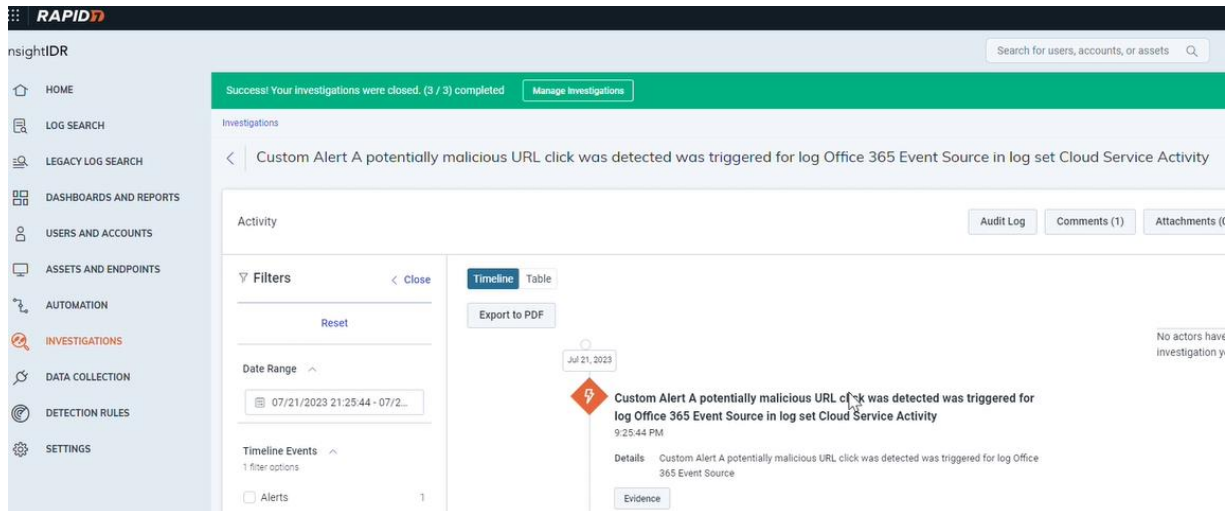 RAPID7
nsightIDR
Search for users, accounts, or assets
HOME
LOG SEARCH
LEGACY LOG SEARCH
DASHBOARDS AND REPORTS
USERS AND ACCOUNTS
ASSETS AND ENDPOINTS
AUTOMATION
INVESTIGATIONS
DATA COLLECTION
DETECTION RULES
SETTINGS
Success! Your investigations were closed. (3 / 3) completed
Manage Investigations
Investigations
Custom Alert A potentially malicious URL click was detected was triggered for log Office 365 Event Source in log set Cloud Service Activity
Activity
Audit Log
Comments (1)
Attachments (0
Filters
Close
Reset
Date Range
07/21/2023 21:25:44 - 07/2...
Timeline Events
1 filter options
Alerts 1
Timeline
Table
Export to PDF
Jul 21, 2023
Custom Alert A potentially malicious URL click was detected was triggered for
log Office 365 Event Source in log set Cloud Service Activity
9:25:44 PM
Details Custom Alert A potentially malicious URL click was detected was triggered for log Office
365 Event Source
Evidence
No actors have
investigation y